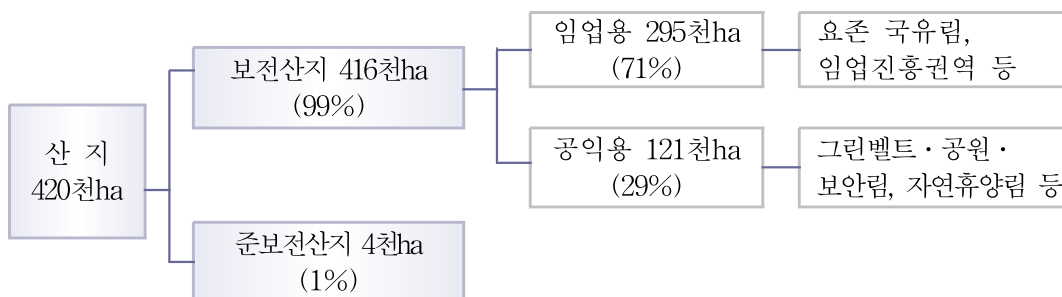 산 지
420천ha
보전산지 416천ha
(99%)
준보전산지 4천ha
(1%)
임업용 295천ha
(71%)
공익용 121천ha
(29%)
요존 국유림,
임업진흥권역 등
그린벨트·공원·
보안림, 자연휴양림 등